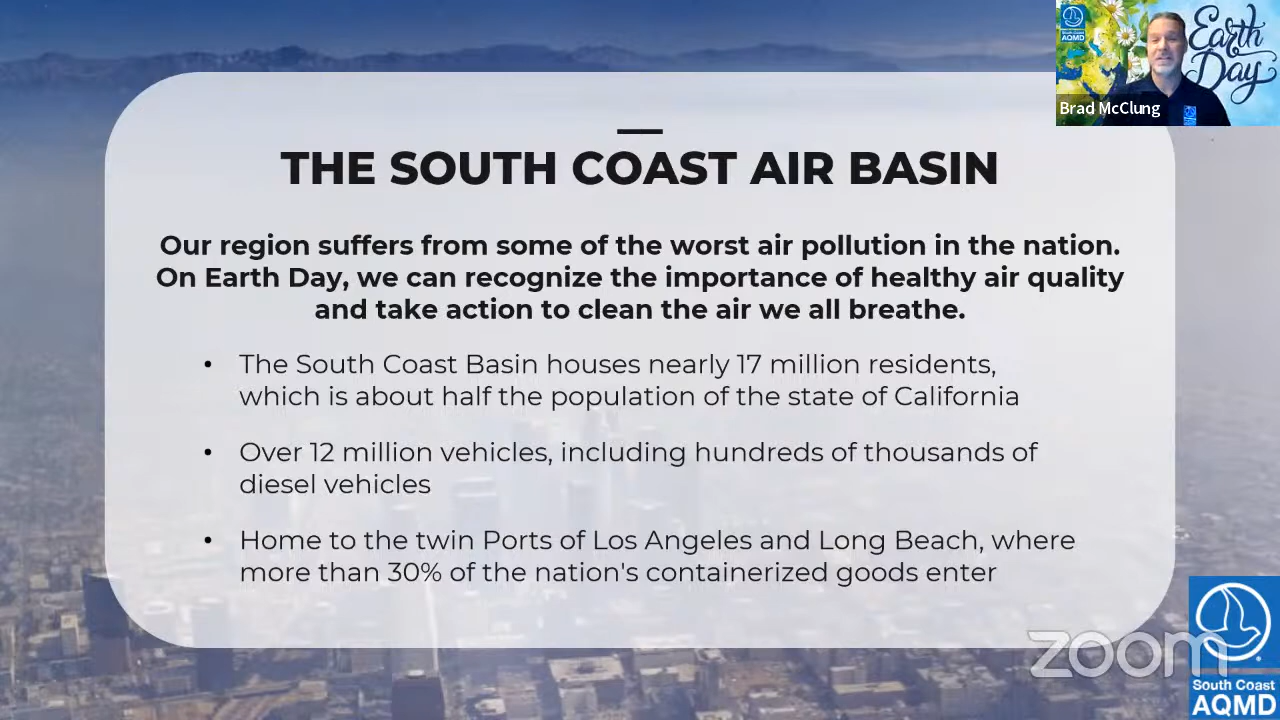 South Coast
AQMD
Earth
Day
Brad McClung
THE SOUTH COAST AIR BASIN
Our region suffers from some of the worst air pollution in the nation.
On Earth Day, we can recognize the importance of healthy air quality
and take action to clean the air we all breathe.
• The South Coast Basin houses nearly 17 million residents,
which is about half the population of the state of California
• Over 12 million vehicles, including hundreds of thousands of
diesel vehicles
• Home to the twin Ports of Los Angeles and Long Beach, where
more than 30% of the nation's containerized goods enter
zoom
South Coast
AQMD